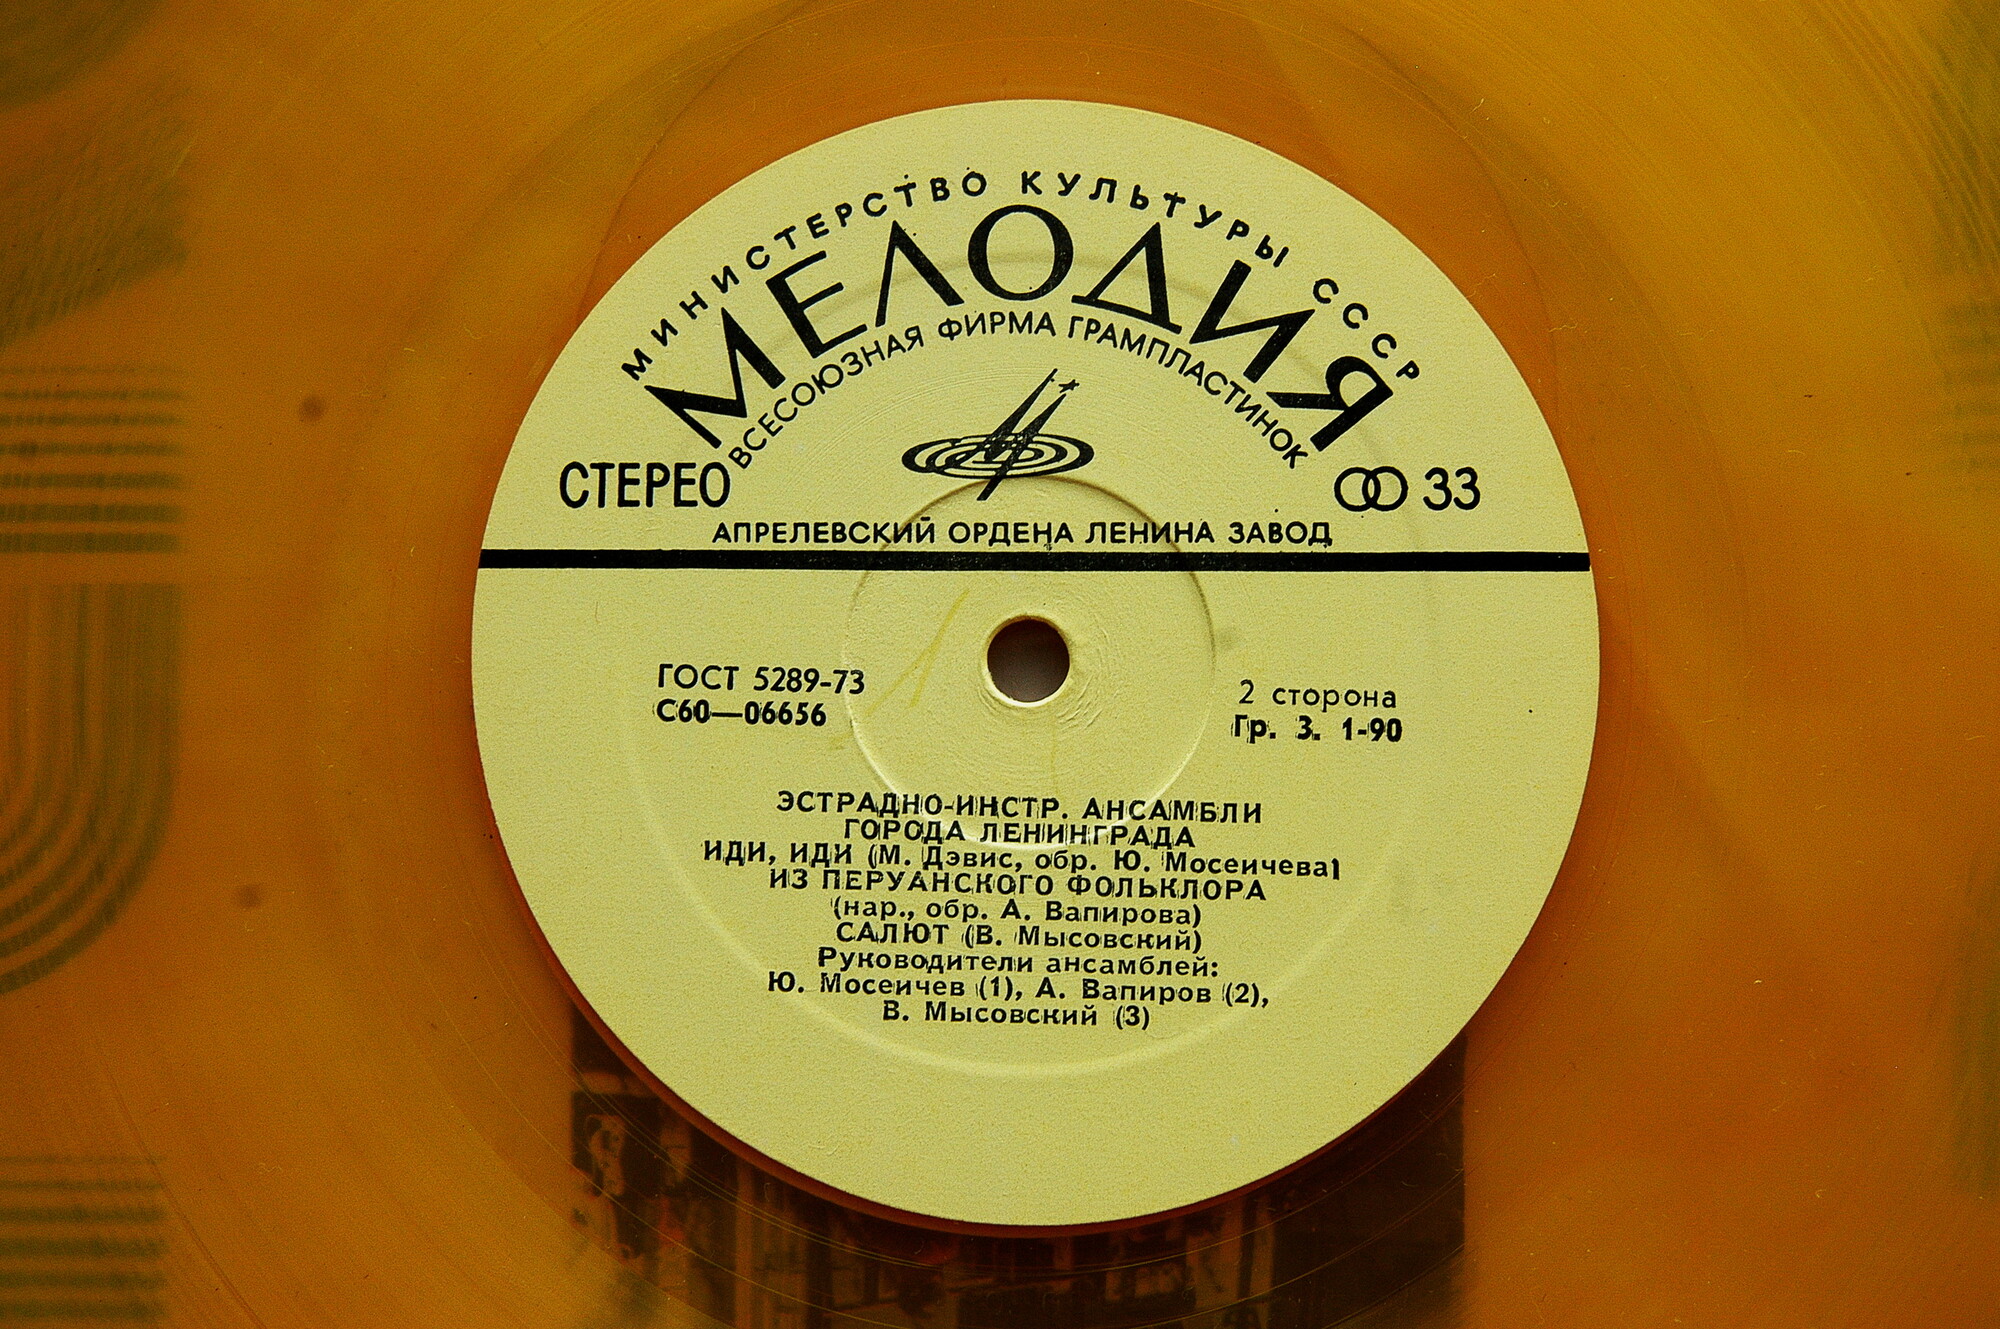 МИНИСТЕРСТВО КУЛЬТУРЫ СССР
МЕЛОДИЯ
ВСЕСОЮЗНАЯ ФИРМА ГРАМПЛАСТИНОК
СТЕРЕО
33
АПРЕЛЕВСКИЙ ОРДЕНА ЛЕНИНА ЗАВОД
ГОСТ 5289-73
С60—06656
2 сторона
Гр. 3. 1-90
ЭСТРАДНО-ИНСТР. АНСАМБЛИ
ГОРОДА ЛЕНИНГРАДА
ИДИ, ИДИ (М. Дэвис, обр. Ю. Мосеичева)
ИЗ ПЕРУАНСКОГО ФОЛЬКЛОРА
(нар., обр. А. Вапирова)
САЛЮТ (В. Мысовский)
Руководители ансамблей:
Ю. Мосеичев (1), А. Вапиров (2),
В. Мысовский (3)